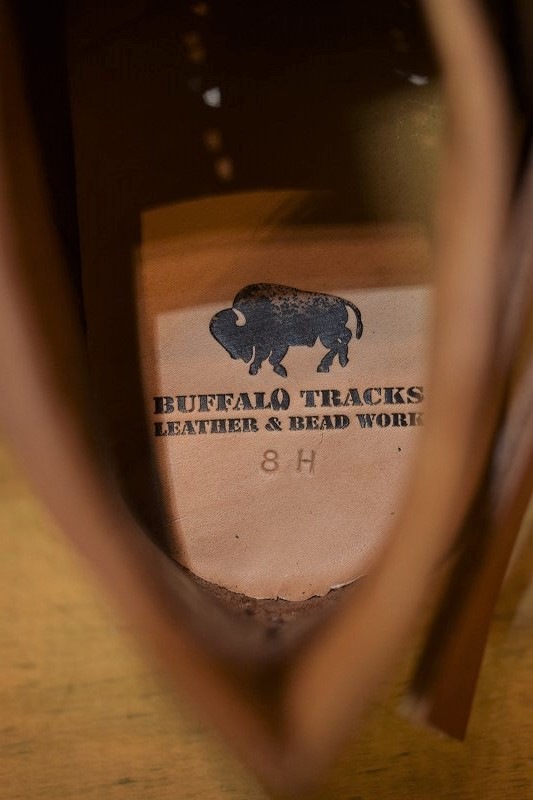 BUFFALO TRACKS
LEATHER & BEAD WORK
8 H